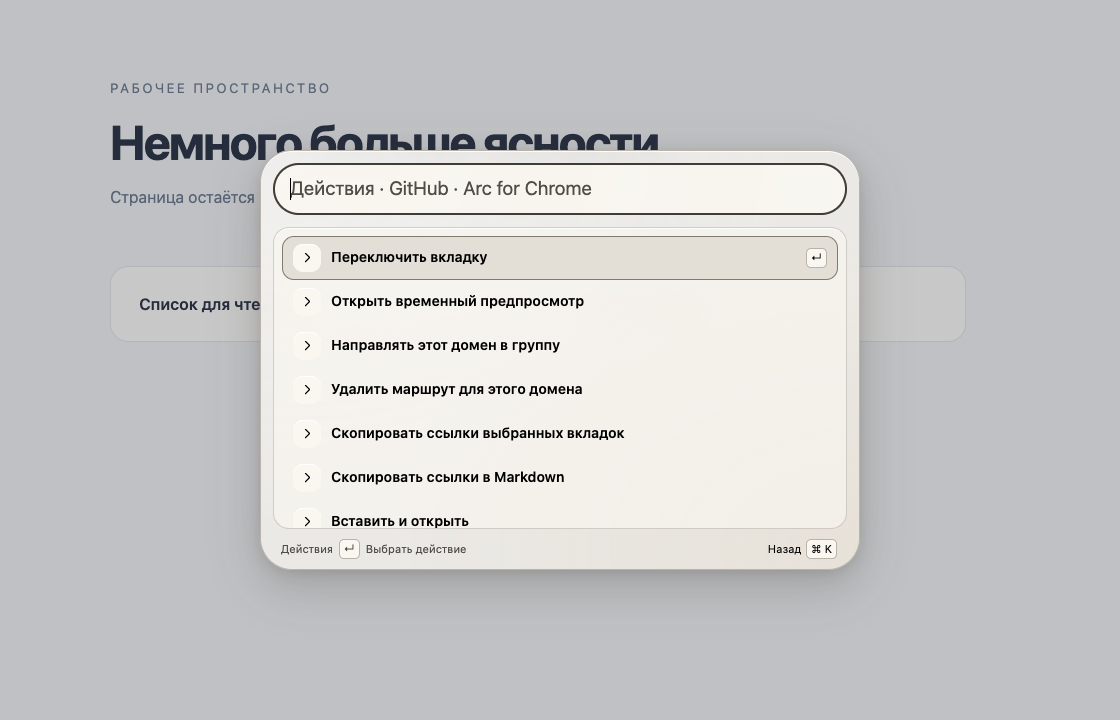 РАБОЧЕЕ ПРОСТРАНСТВО
Немного больше ясности
Страница остаётся
Действия · GitHub · Arc for Chrome
Список для чте
Переключить вкладку
Открыть временный предпросмотр
Направлять этот домен в группу
Удалить маршрут для этого домена
Скопировать ссылки выбранных вкладок
Скопировать ссылки в Markdown
Вставить и открыть
Действия ↵ Выбрать действие Назад ⌘ K